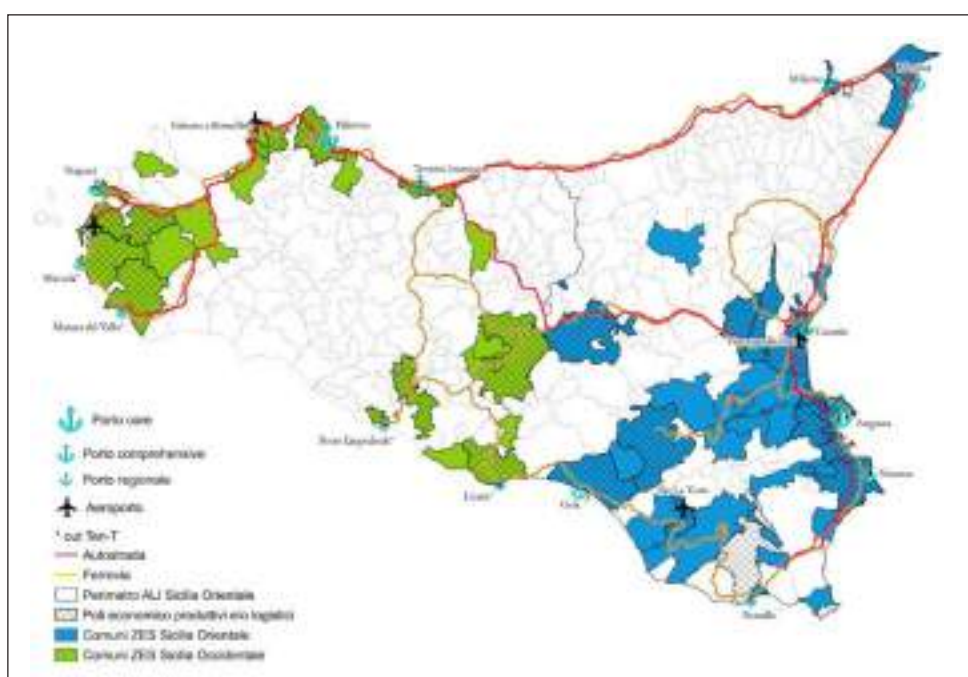 Milazzo
Palermo
Trapani
Termini Imerese
Marsala
Mazara del Vallo*
Catania
Augusta
Porto Empedocle*
Licata*
Gela
Pozzallo
Porto core
Porto comprehensive
Porto regionale
Aeroporto
* out Ten-T
Autostrada
Ferrovia
Perimetro ALI Sicilia Orientale
Poli economico produttivi e/o logistici
Comuni ZES Sicilia Orientale
Comuni ZES Sicilia Occidentale